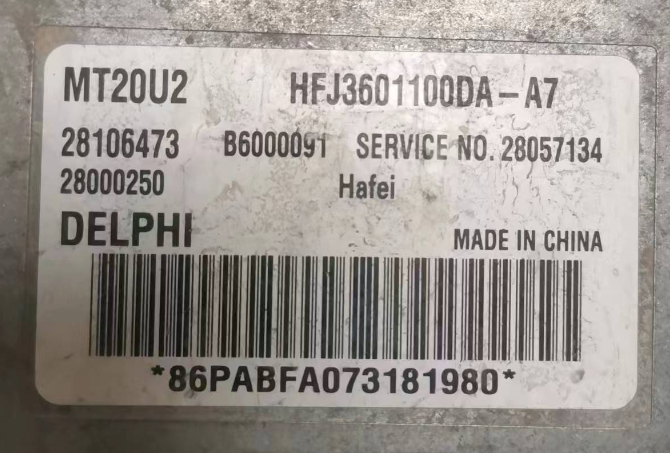 MT20U2 HFJ3601100DA-A7
28106473 B6000091 SERVICE NO. 28057134
28000250 Hafei
DELPHI MADE IN CHINA
*86PABFA073181980*